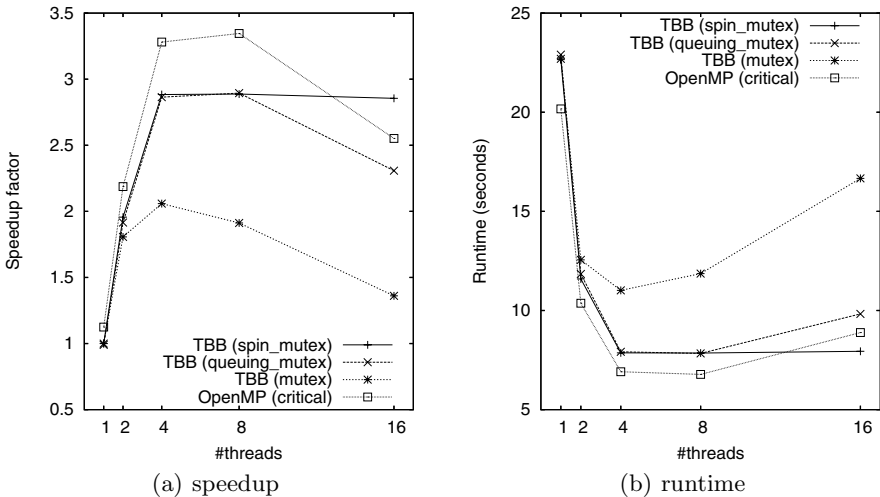 3.5
3
2.5
2
1.5
1
0.5
Speedup factor
TBB (spin_mutex)
TBB (queuing_mutex)
TBB (mutex)
OpenMP (critical)
1 2 4 8 16
#threads
(a) speedup
25
20
15
10
5
Runtime (seconds)
TBB (spin_mutex)
TBB (queuing_mutex)
TBB (mutex)
OpenMP (critical)
1 2 4 8 16
#threads
(b) runtime